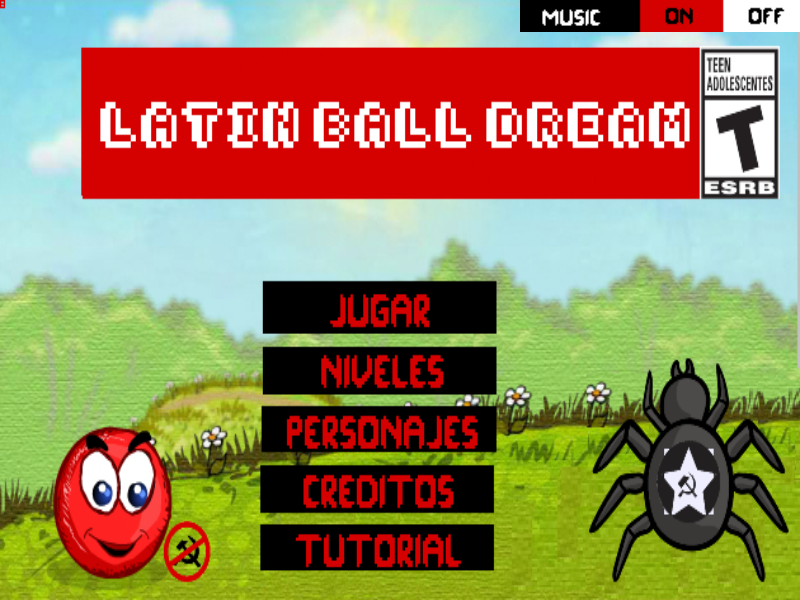 MUSIC ON OFF
LATIN BALL DREAM
TEEN
ADOLESCENTES
T
ESRB
JUGAR
NIVELES
PERSONAJES
CREDITOS
TUTORIAL